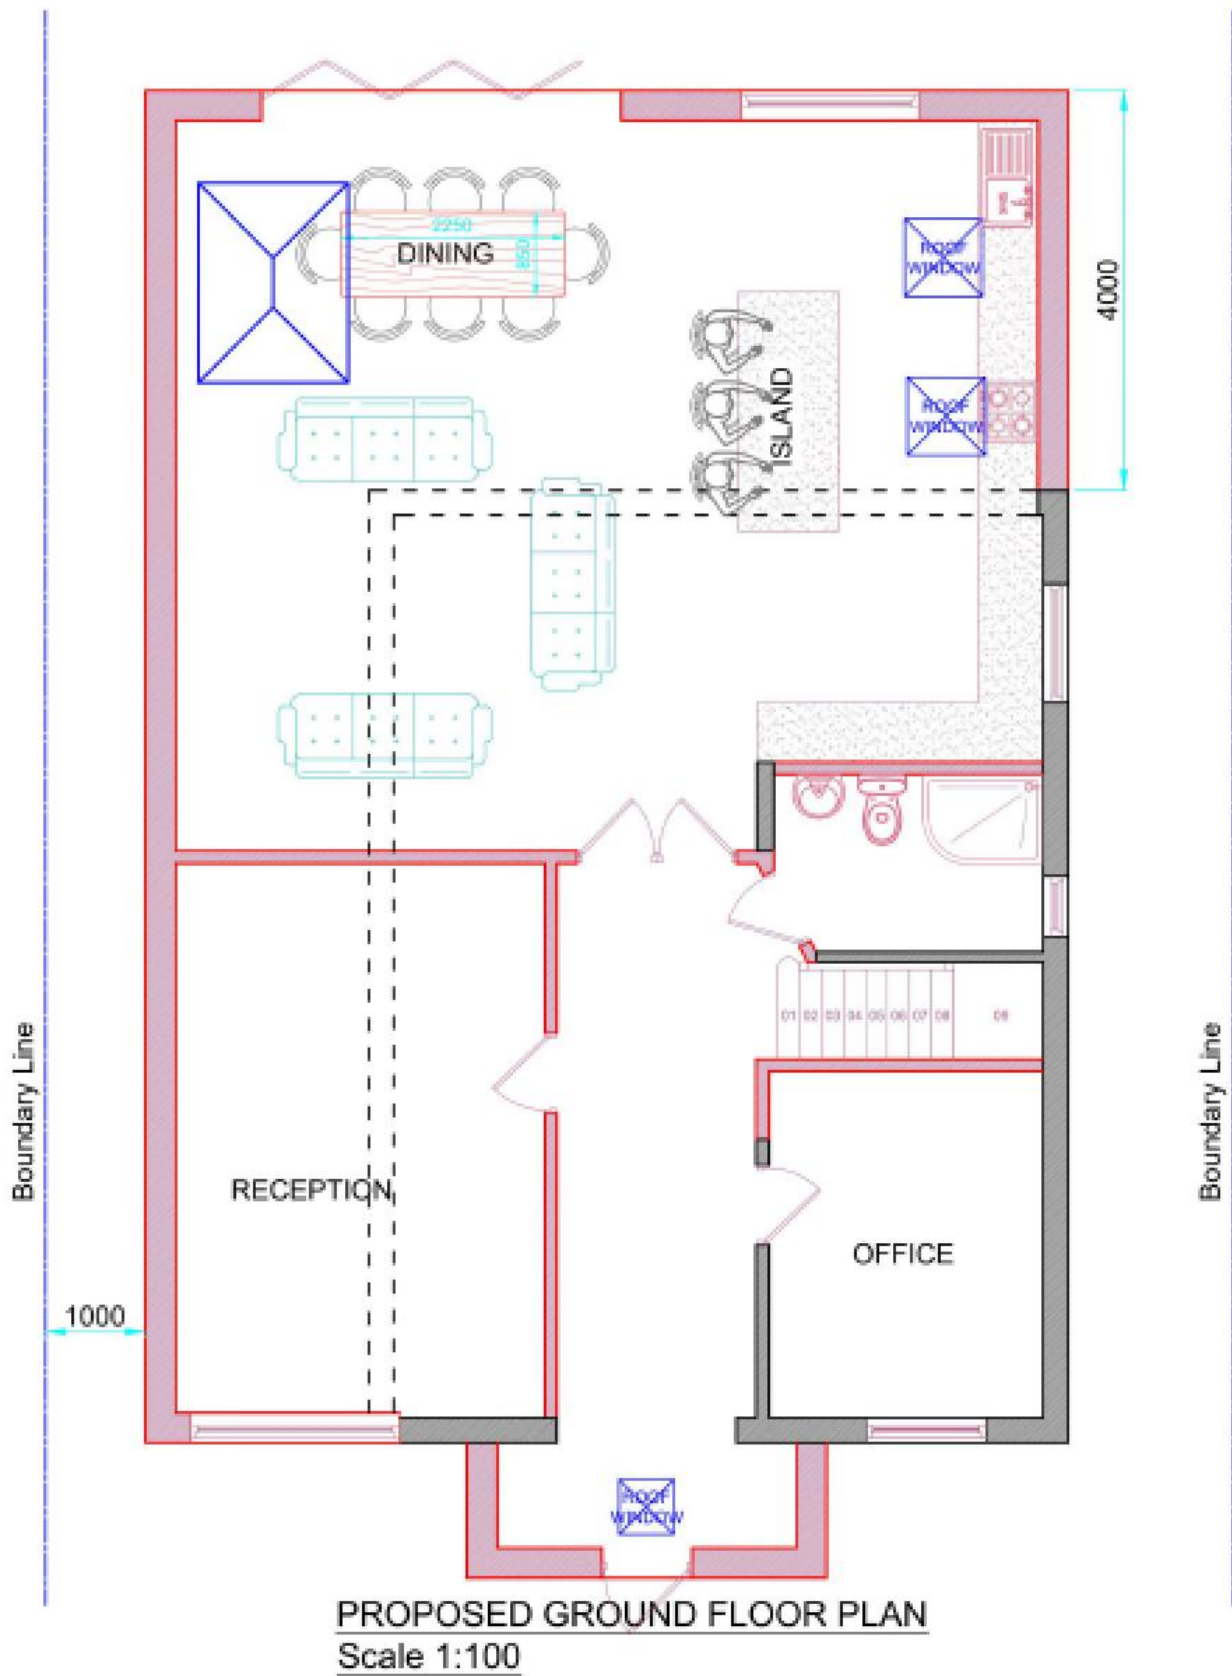 2250
DINING
850
ROOF
WINDOW
4000
ROOF
WINDOW
ISLAND
01 02 03 04 05 06 07 08 09
Boundary Line
Boundary Line
RECEPTION
OFFICE
1000
ROOF
WINDOW
PROPOSED GROUND FLOOR PLAN
Scale 1:100